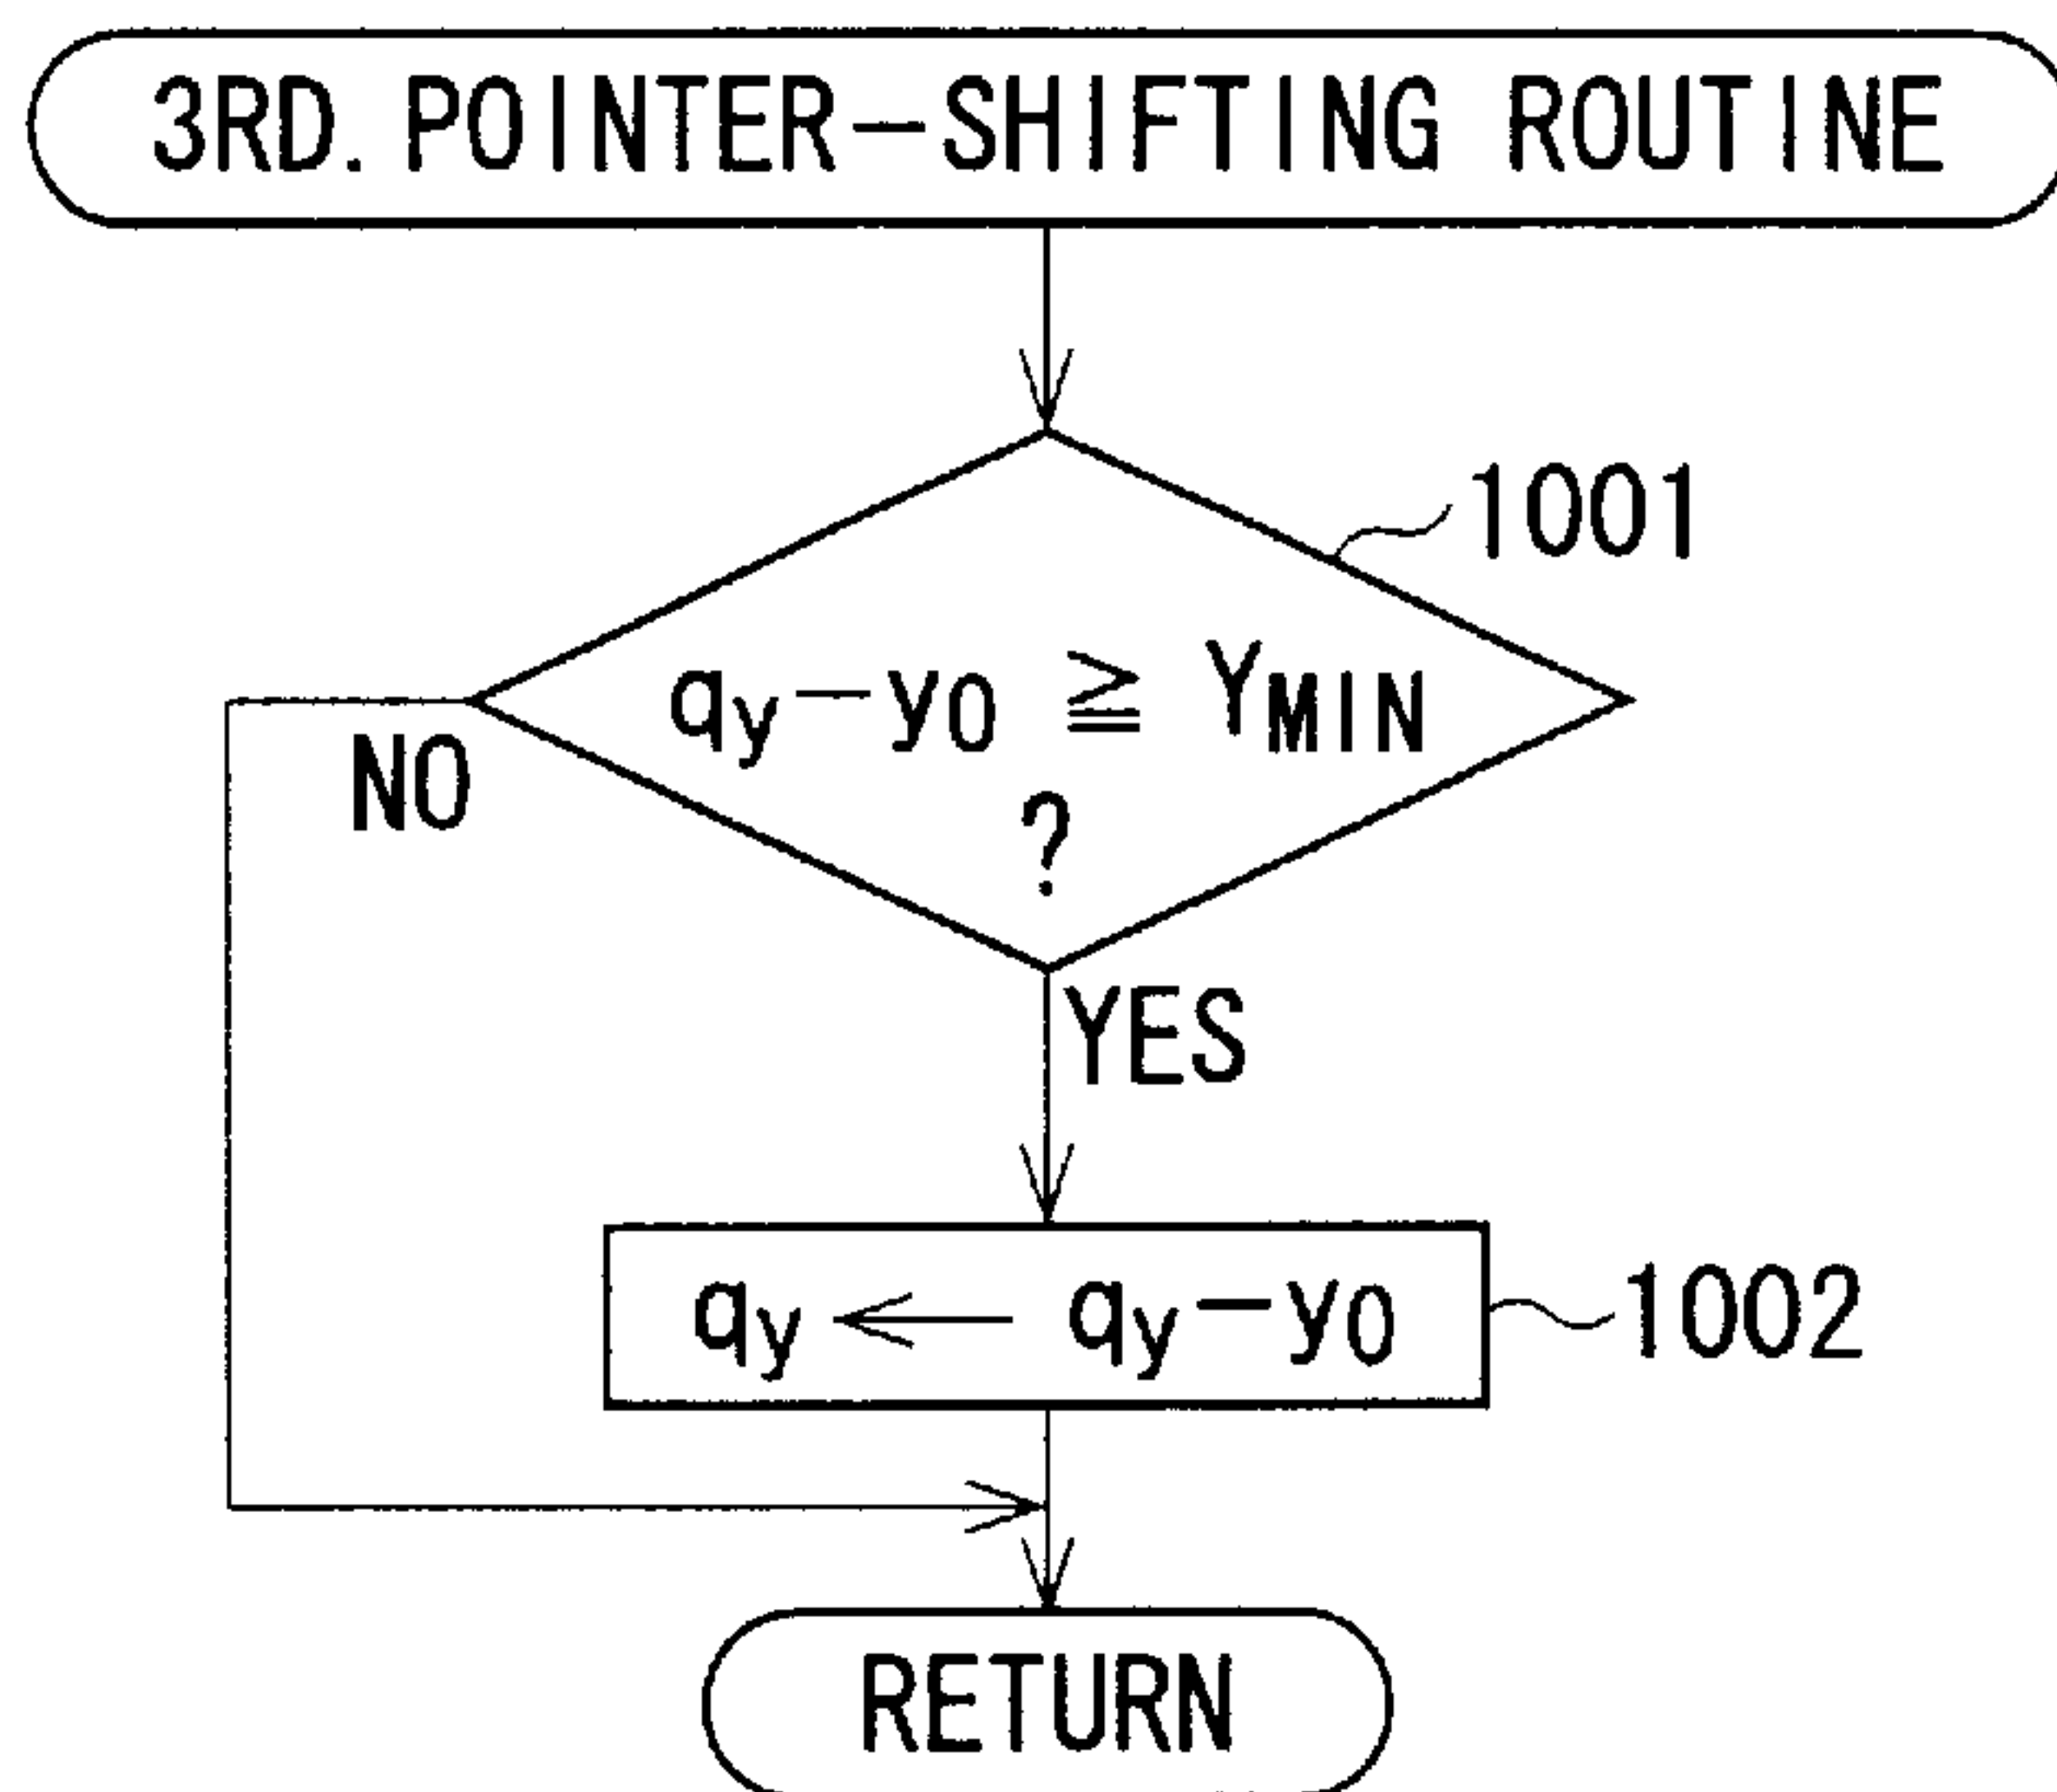 3RD. POINTER-SHIFTING ROUTINE
1001
qy-y0 ≧ YMIN
?
NO
YES
qy ← qy-y0
1002
RETURN